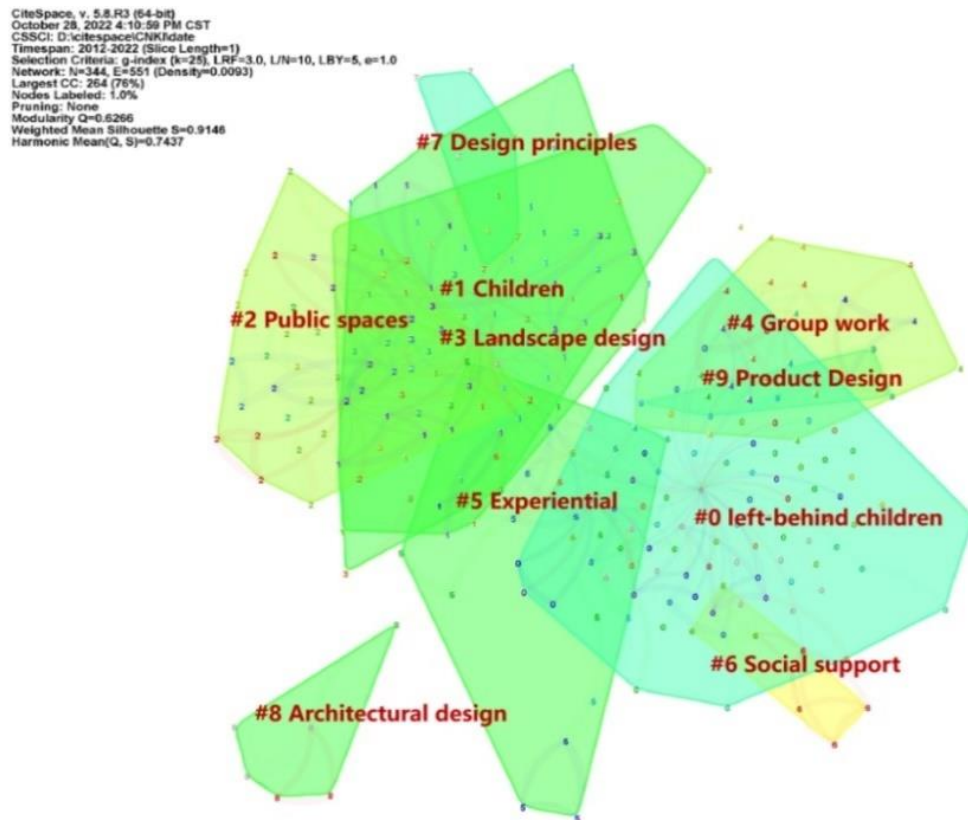 CiteSpace, v. 5.8.R3 (64-bit)
October 28, 2022 4:10:59 PM CST
CSSCI: D:\citespace\CNKI\date
Timespan: 2012-2022 (Slice Length=1)
Selection Criteria: g-index (k=25), LRF=3.0, L/N=10, LBY=5, e=1.0
Network: N=344, E=551 (Density=0.0093)
Largest CC: 264 (76%)
Nodes Labeled: 1.0%
Pruning: None
Modularity Q=0.6266
Weighted Mean Silhouette S=0.9146
Harmonic Mean(Q, S)=0.7437
#7 Design principles
#1 Children
#2 Public spaces
#3 Landscape design
#4 Group work
#9 Product Design
#5 Experiential
#0 left-behind children
#6 Social support
#8 Architectural design